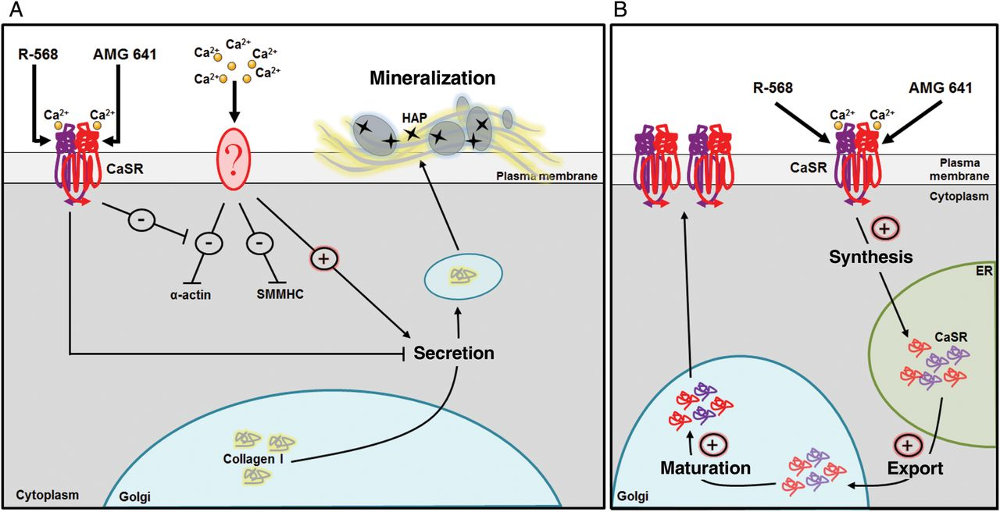 A
R-568
AMG 641
Ca2+
Ca2+
Ca2+
Ca2+
Ca2+
Ca2+
Ca2+
CaSR
?
Mineralization
HAP
Plasma membrane
-
-
-
+
α-actin
SMMHC
Secretion
Collagen I
Cytoplasm
Golgi
B
R-568
AMG 641
Ca2+
Ca2+
CaSR
Plasma
membrane
Cytoplasm
+
Synthesis
ER
CaSR
+
Maturation
+
Export
Golgi